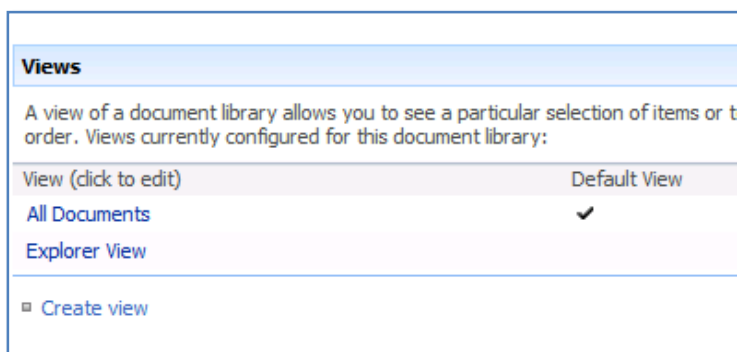 Views
A view of a document library allows you to see a particular selection of items or
order. Views currently configured for this document library:
View (click to edit) Default View
All Documents
Explorer View
Create view